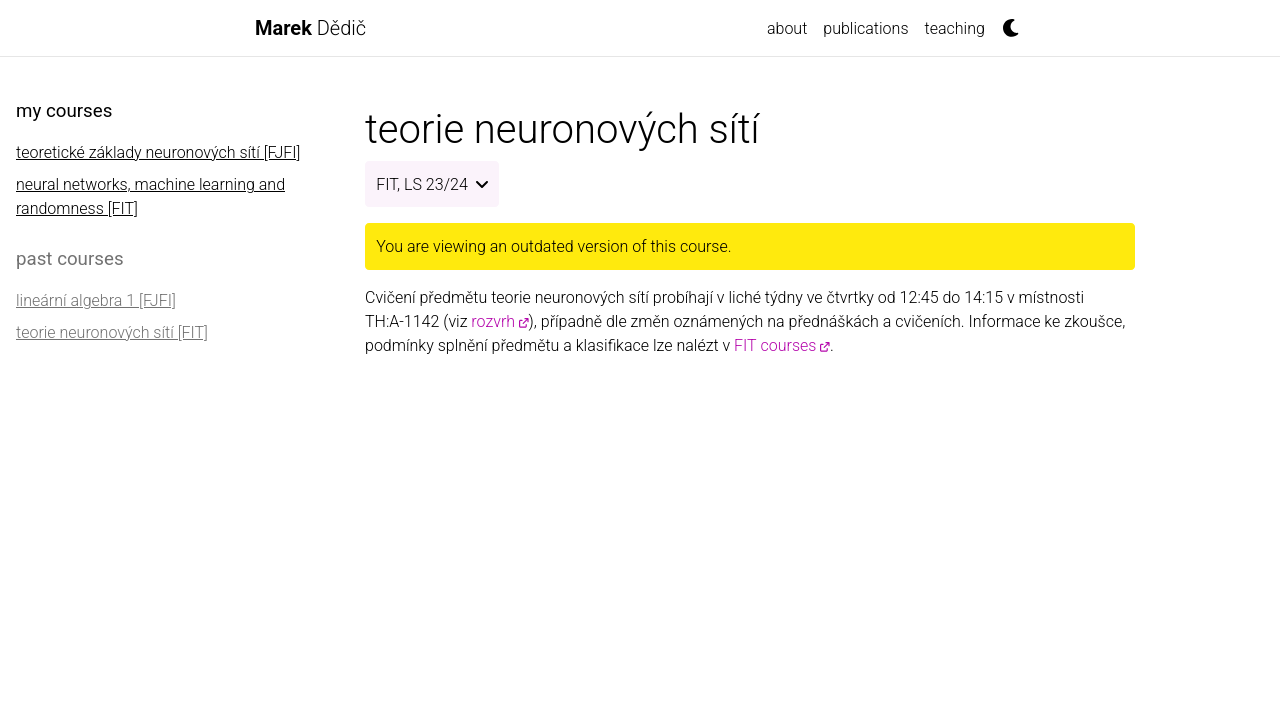 Marek Dědič
about publications teaching
my courses
teoretické základy neuronových sítí [FJFI]
neural networks, machine learning and
randomness [FIT]
past courses
lineární algebra 1 [FJFI]
teorie neuronových sítí [FIT]
teorie neuronových sítí
FIT, LS 23/24
You are viewing an outdated version of this course.
Cvičení předmětu teorie neuronových sítí probíhají v liché týdny ve čtvrtky od 12:45 do 14:15 v místnosti
TH:A-1142 (viz rozvrh), případně dle změn oznámených na přednáškách a cvičeních. Informace ke zkoušce,
podmínky splnění předmětu a klasifikace lze nalézt v FIT courses.